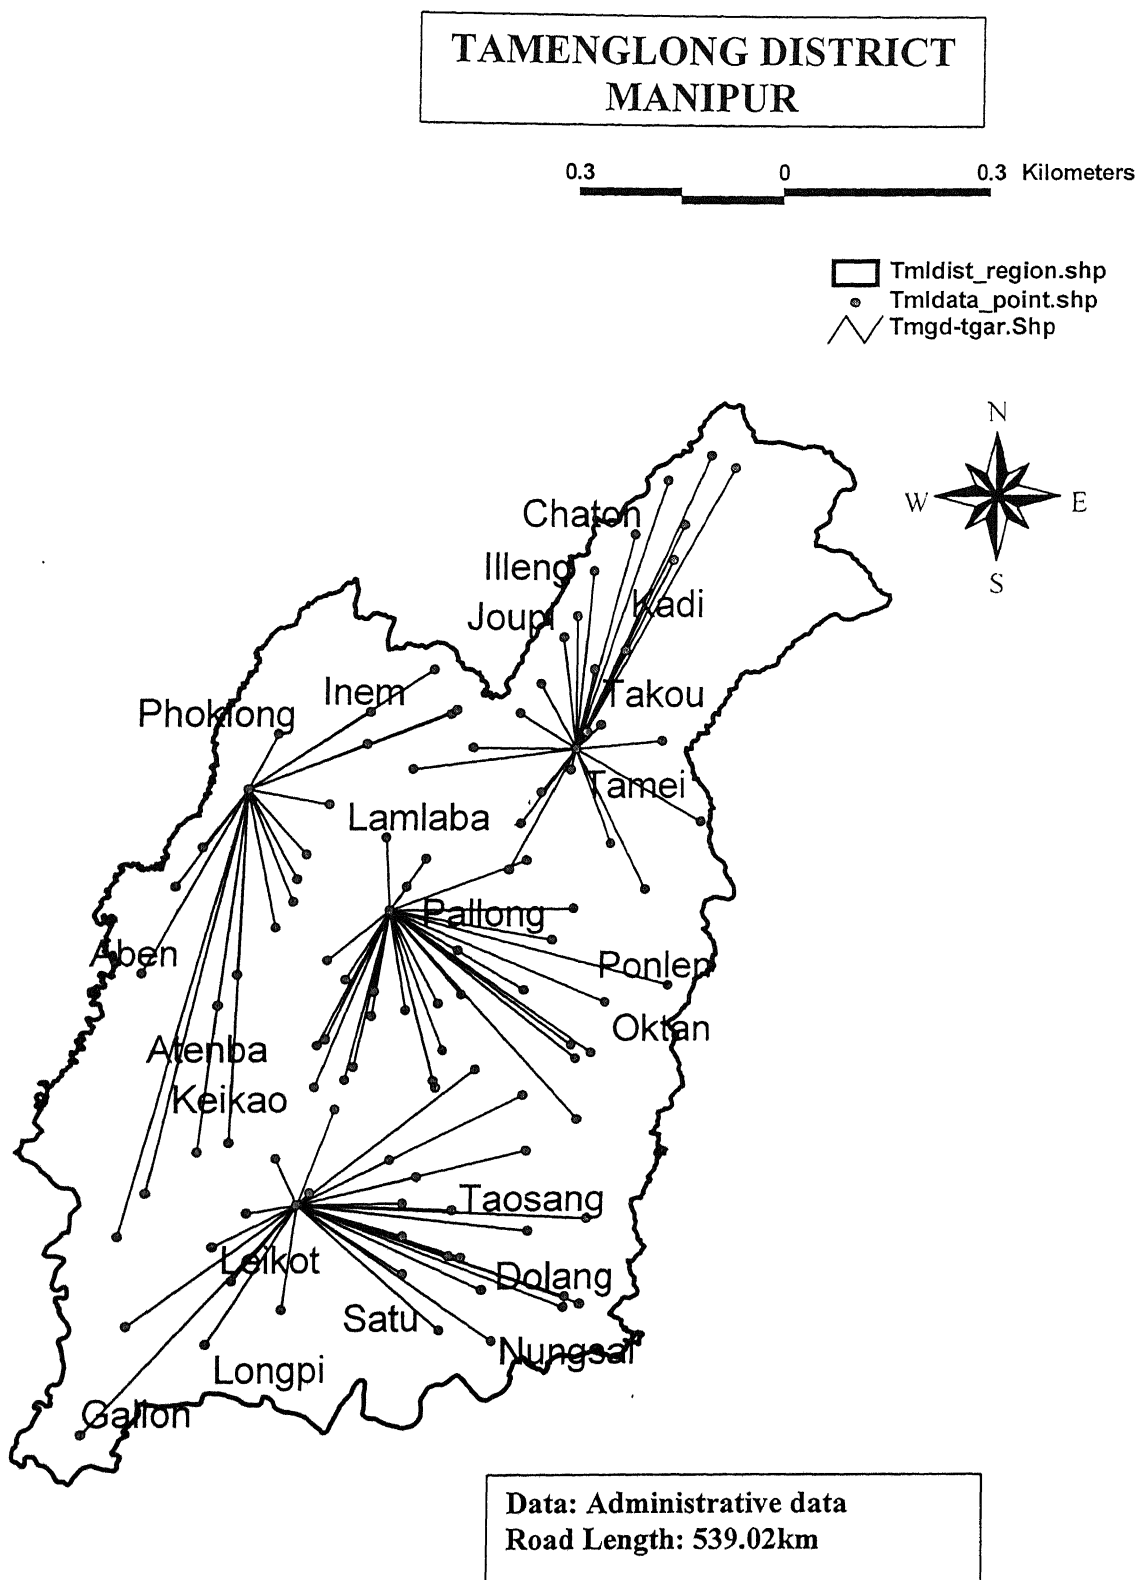 TAMENGLONG DISTRICT
MANIPUR
0.3 0 0.3 Kilometers
Tmldist_region.shp
Tmldata_point.shp
Tmgd-tgar.Shp
N
W E
S
Chaton
Illeng
Kadi
Joupi
Inem
Takou
Phoklong
Tamei
Lamlaba
Pallong
Aben
Ponlen
Oktan
Atenba
Keikao
Taosang
Leikot
Dolang
Satu
Nungsai
Longpi
Gallon
Data: Administrative data
Road Length: 539.02km